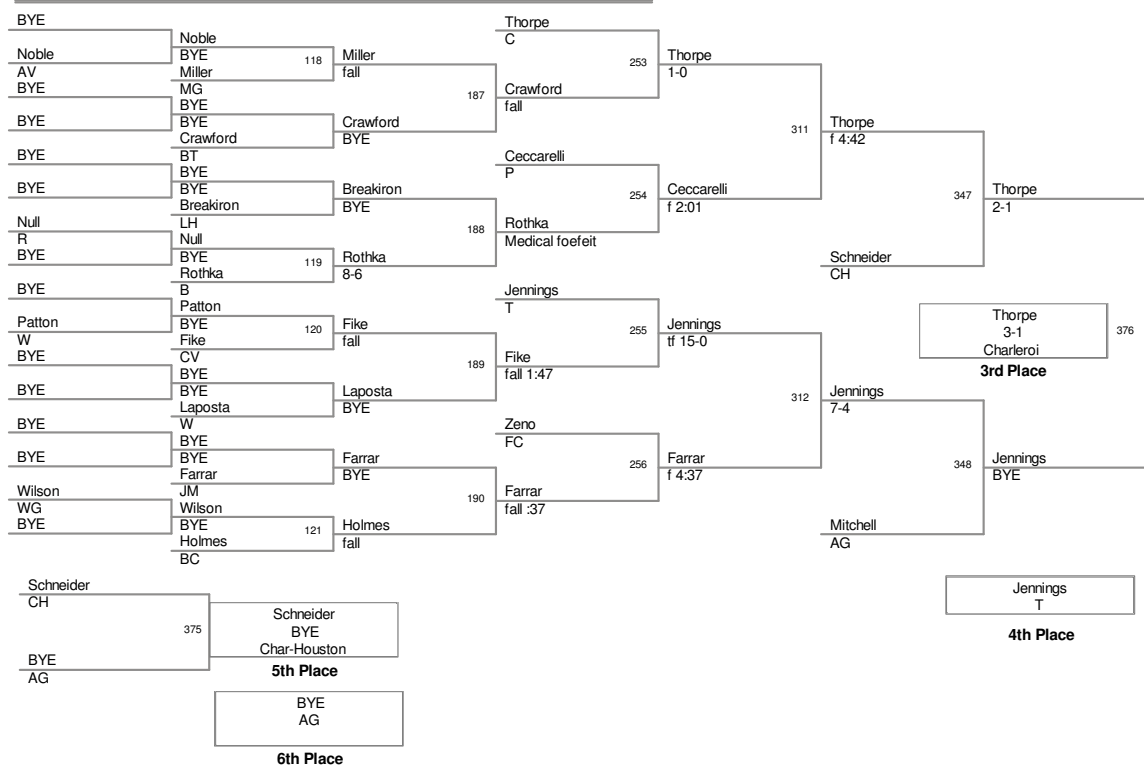 BYE
Noble
AV
BYE
BYE
BYE
BYE
Null
R
BYE
BYE
Patton
W
BYE
BYE
BYE
BYE
Wilson
WG
BYE
Noble
BYE
Miller
MG
BYE
BYE
Crawford
BT
BYE
BYE
Breakiron
LH
Null
BYE
Rothka
B
Patton
BYE
Fike
CV
BYE
BYE
Laposta
W
BYE
BYE
Farrar
JM
Wilson
BYE
Holmes
BC
118
119
120
121
Miller
fall
Crawford
BYE
Breakiron
BYE
Rothka
8-6
Fike
fall
Laposta
BYE
Farrar
BYE
Holmes
fall
187
188
189
190
Thorpe
C
Crawford
fall
Ceccarelli
P
Rothka
Medical foefeit
Jennings
T
Fike
fall 1:47
Zeno
FC
Farrar
fall :37
253
254
255
256
Thorpe
1-0
Ceccarelli
f 2:01
Jennings
tf 15-0
Farrar
f 4:37
311
312
Thorpe
f 4:42
Schneider
CH
Jennings
7-4
Mitchell
AG
347
348
Thorpe
2-1
Jennings
BYE
Thorpe
3-1
Charleroi
376
3rd Place
Jennings
T
4th Place
Schneider
CH
BYE
AG
375
Schneider
BYE
Char-Houston
5th Place
BYE
AG
6th Place